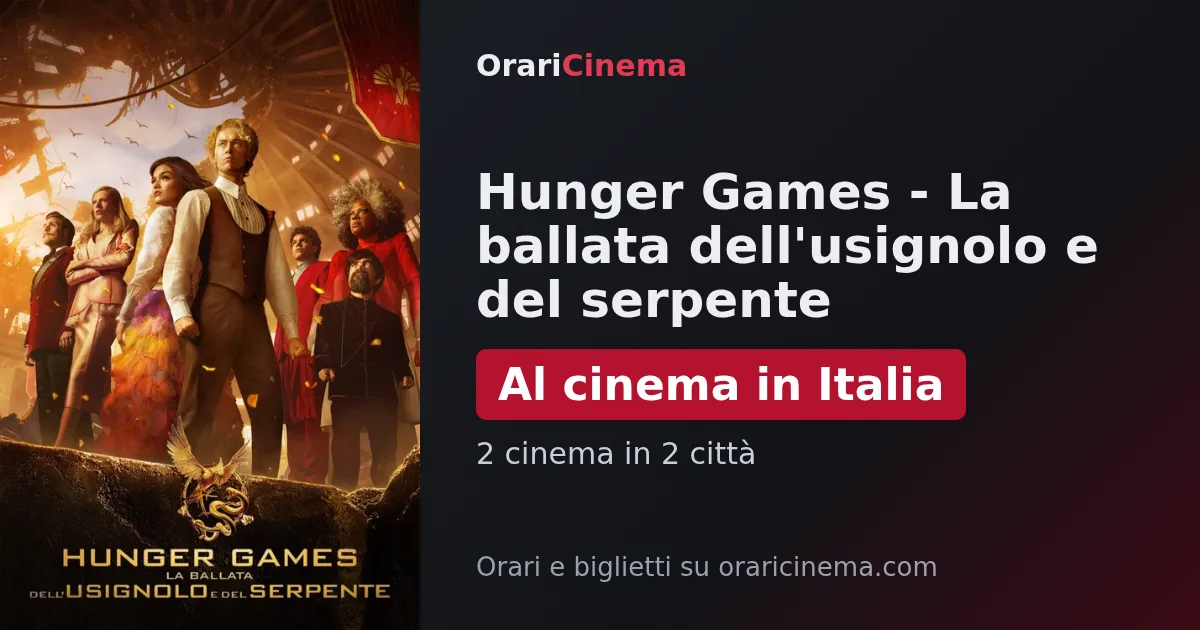 HUNGER GAMES
LA BALLATA
DELL'USIGNOLO E DEL SERPENTE
OrariCinema
Hunger Games - La
ballata dell'usignolo e
del serpente
Al cinema in Italia
2 cinema in 2 città
Orari e biglietti su oraricinema.com